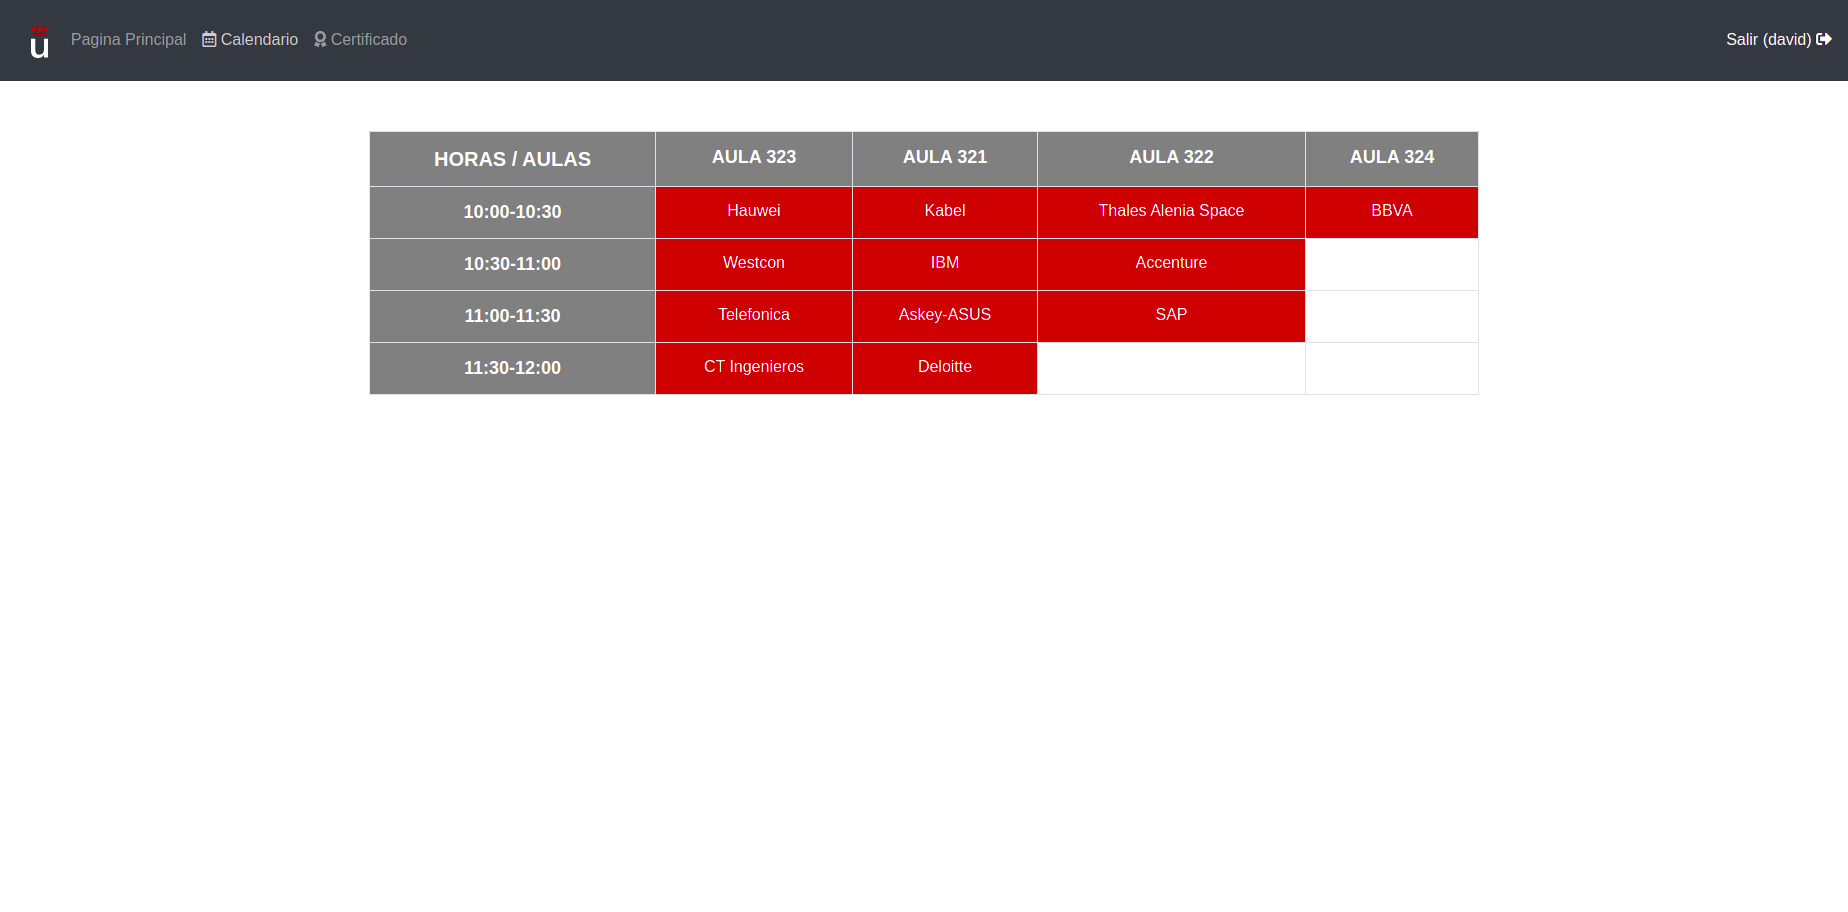 u Pagina Principal Calendario Certificado Salir (david)
HORAS / AULAS AULA 323 AULA 321 AULA 322 AULA 324
10:00-10:30 Hauwei Kabel Thales Alenia Space BBVA
10:30-11:00 Westcon IBM Accenture
11:00-11:30 Telefonica Askey-ASUS SAP
11:30-12:00 CT Ingenieros Deloitte